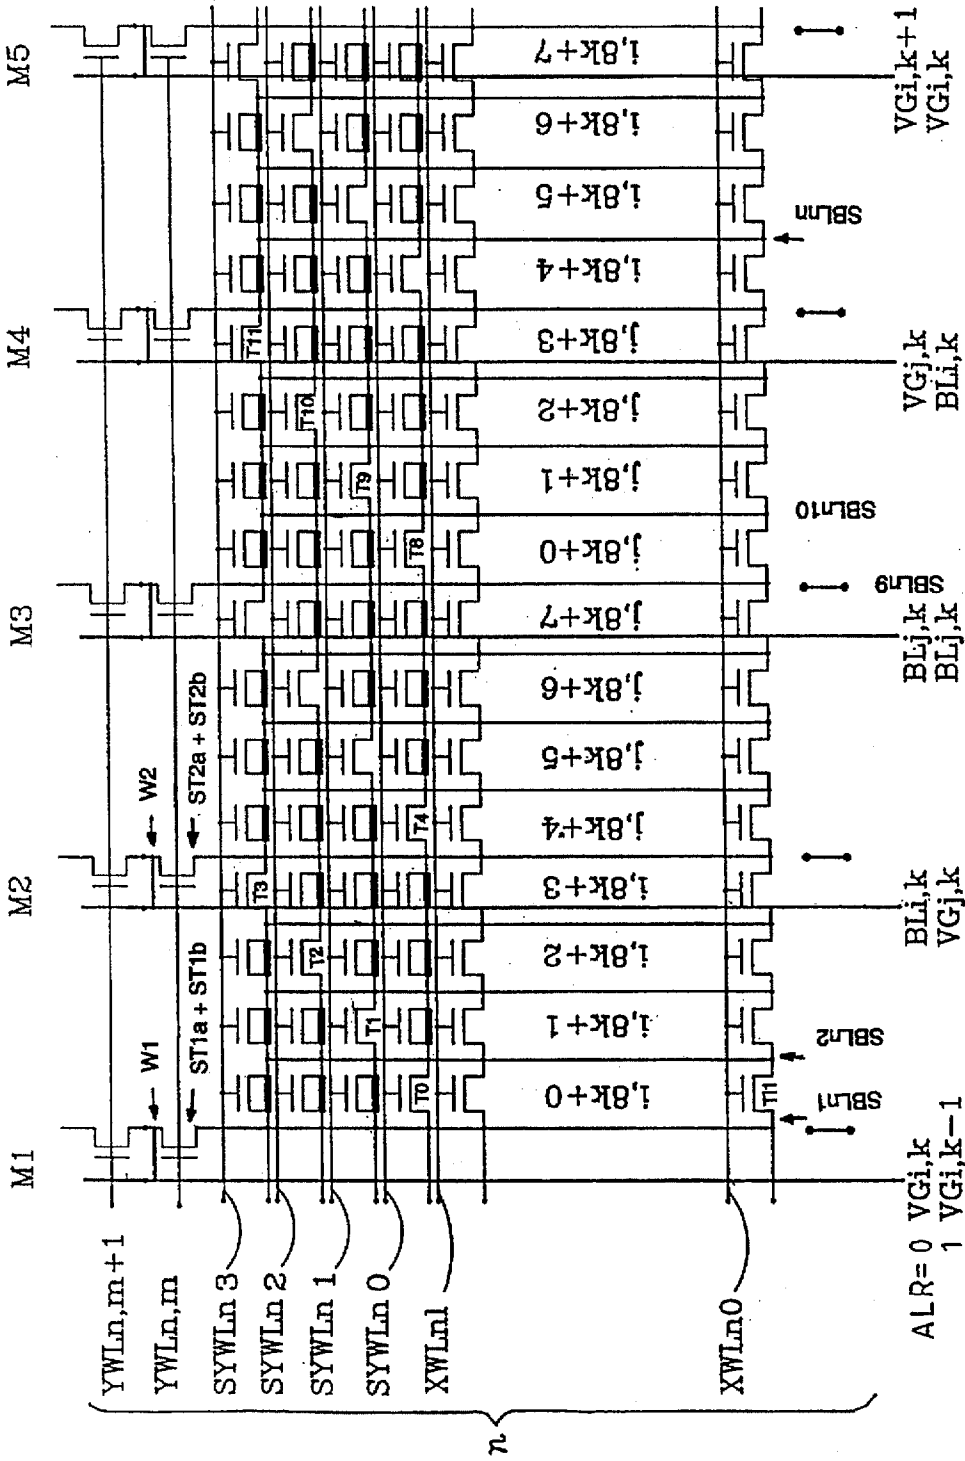 M1 M2 M3 M4 M5
YWLn,m+1
W1 W2
YWLn,m
ST1a + ST1b ST2a + ST2b
SYWLn 3
T3 T11
SYWLn 2
T2 T10
SYWLn 1
T1 T9
SYWLn 0
T0 T4 T8
XWLnl
i,8k+0 i,8k+1 i,8k+2 i,8k+3 j,8k+4 j,8k+5 j,8k+6 j,8k+7 j,8k+0 j,8k+1 j,8k+2 j,8k+3 i,8k+4 i,8k+5 i,8k+6 i,8k+7
XWLn0
n
SBLn1 SBLn2 SBLn9 SBLn10 SBLnn
ALR= 0 VGi,k BLi,k BLj,k VGj,k VGi,k+1
1 VGi,k-1 VGj,k BLj,k BLi,k VGi,k